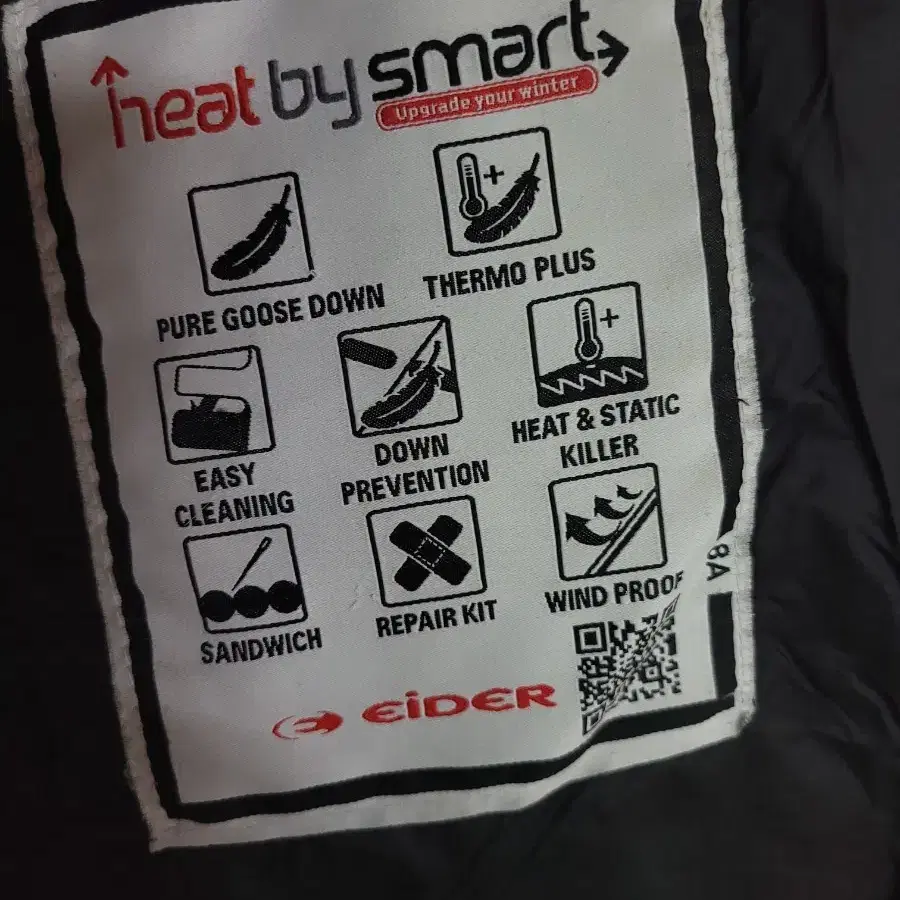 heat by smart
Upgrade your winter
PURE GOOSE DOWN
THERMO PLUS
EASY
CLEANING
DOWN
PREVENTION
HEAT & STATIC
KILLER
SANDWICH
REPAIR KIT
WIND PROOF
8A
EiDER